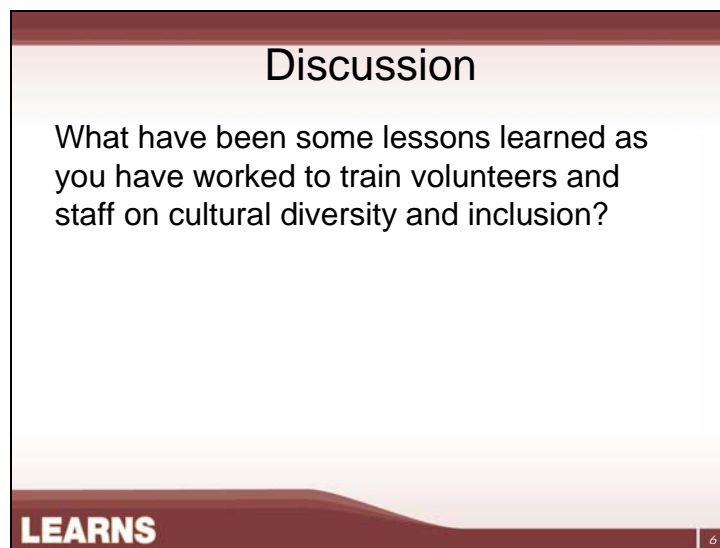 Discussion
What have been some lessons learned as
you have worked to train volunteers and
staff on cultural diversity and inclusion?
LEARNS
6